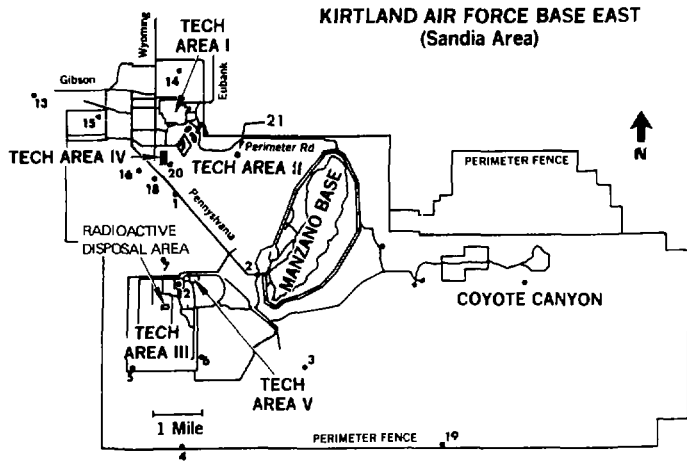 KIRTLAND AIR FORCE BASE EAST
(Sandia Area)
Wyoming
TECH
AREA I
Gibson
Eubank
14
13
15
21
Perimeter Rd
TECH AREA IV
20
TECH AREA II
16
18
1
Pennyslvania
N
PERIMETER FENCE
MANZANO BASE
RADIOACTIVE
DISPOSAL AREA
7
2
COYOTE CANYON
12
TECH
AREA III
6
5
3
TECH
AREA V
1 Mile
PERIMETER FENCE
19
4